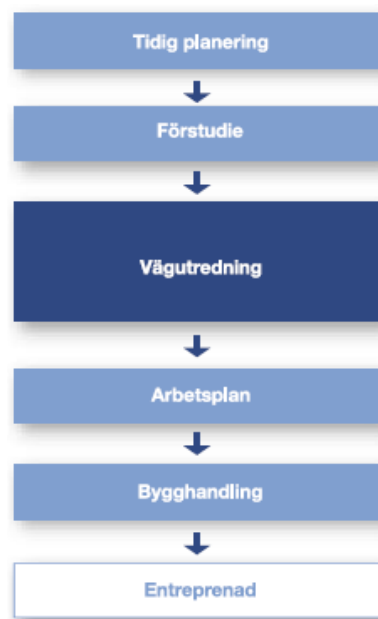 Tidig planering
Förstudie
Vägutredning
Arbetsplan
Bygghandling
Entreprenad